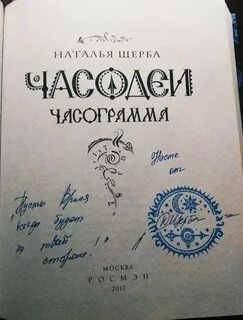 НАТАЛЬЯ ЩЕРБА
ЧАСОДЕИ
ЧАСОГРАММА
Насте
от
"Пусть Время
всегда будет
на твоей
стороне!"
МОСКВА
РОСМЭН
2017